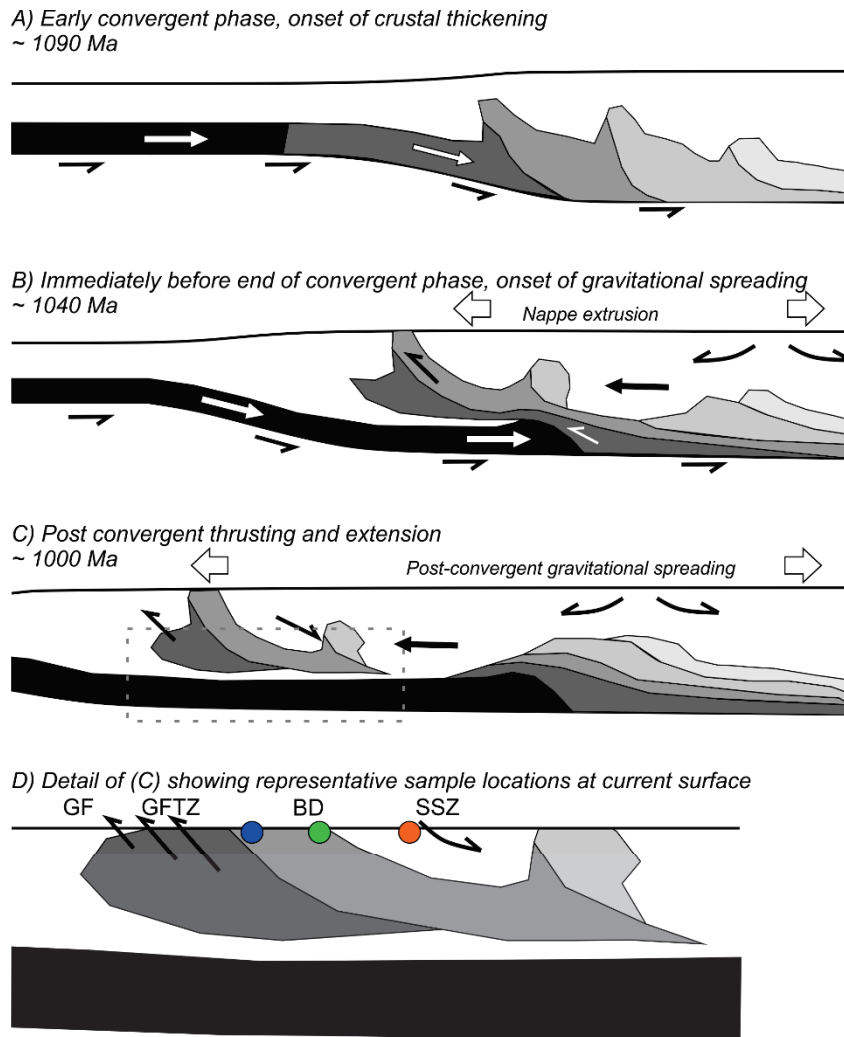 A) Early convergent phase, onset of crustal thickening
~ 1090 Ma
B) Immediately before end of convergent phase, onset of gravitational spreading
~ 1040 Ma
Nappe extrusion
C) Post convergent thrusting and extension
~ 1000 Ma
Post-convergent gravitational spreading
D) Detail of (C) showing representative sample locations at current surface
GF GFTZ BD SSZ